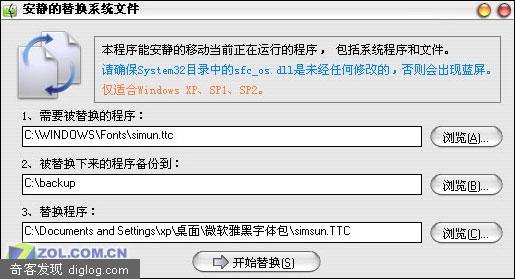 安静的替换系统文件
本程序能安静的移动当前正在运行的程序，包括系统程序和文件。
请确保System32目录中的sfc_os.dll是未经任何修改的，否则会出现蓝屏。
仅适合Windows XP、SP1、SP2。
1、需要被替换的程序：
C:\WINDOWS\Fonts\simun.ttc
浏览(A)...
2、被替换下来的程序备份到：
C:\backup
浏览(B)...
3、替换程序：
C:\Documents and Settings\xp\桌面\微软雅黑字体包\simsun.TTC
浏览(C)...
开始替换(S)
ZOL.COM.CN
奇客发现 diglog.com